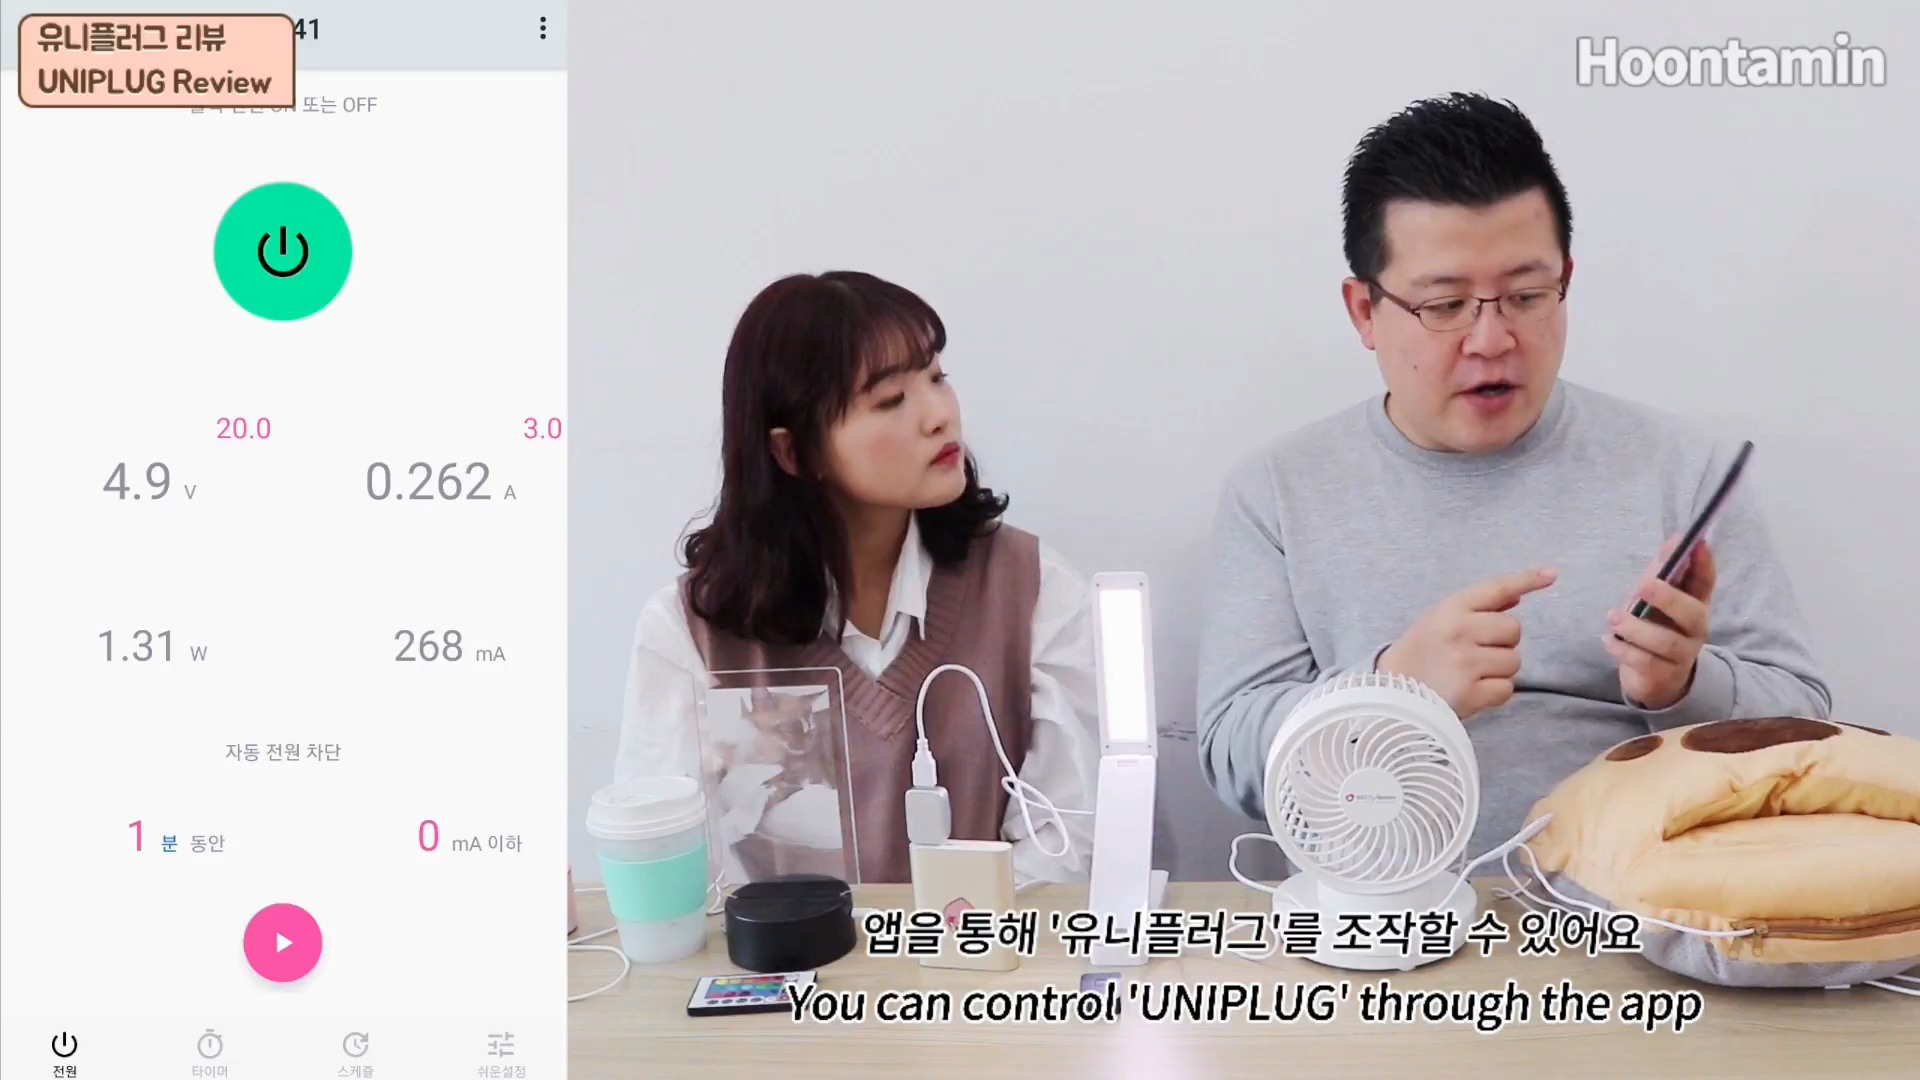 유니플러그 리뷰
UNIPLUG Review
41
Hoontamin
또는 OFF
20.0
3.0
4.9 V
0.262 A
1.31 W
268 mA
자동 전원 차단
1 분 동안
0 mA 이하
앱을 통해 '유니플러그'를 조작할 수 있어요
You can control 'UNIPLUG' through the app
전원
타이머
스케쥴
쉬운설정